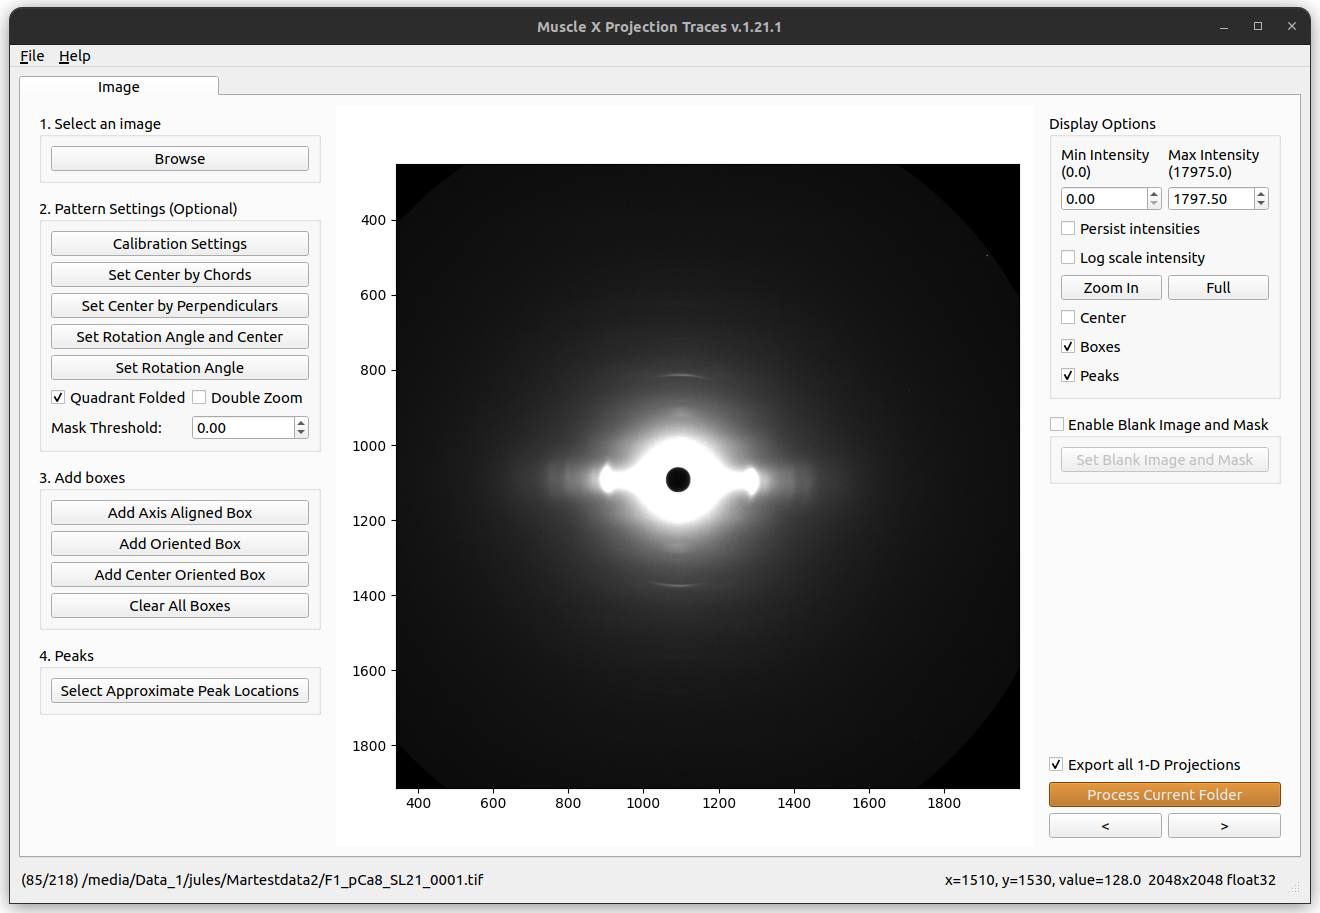 Muscle X Projection Traces v.1.21.1
File Help
Image
1. Select an image
Browse
2. Pattern Settings (Optional)
Calibration Settings
Set Center by Chords
Set Center by Perpendiculars
Set Rotation Angle and Center
Set Rotation Angle
Quadrant Folded Double Zoom
Mask Threshold: 0.00
3. Add boxes
Add Axis Aligned Box
Add Oriented Box
Add Center Oriented Box
Clear All Boxes
4. Peaks
Select Approximate Peak Locations
400
600
800
1000
1200
1400
1600
1800
400 600 800 1000 1200 1400 1600 1800
Display Options
Min Intensity Max Intensity
(0.0) (17975.0)
0.00 1797.50
Persist intensities
Log scale intensity
Zoom In Full
Center
Boxes
Peaks
Enable Blank Image and Mask
Set Blank Image and Mask
Export all 1-D Projections
Process Current Folder
< >
(85/218) /media/Data_1/jules/Martestdata2/F1_pCa8_SL21_0001.tif
x=1510, y=1530, value=128.0 2048x2048 float32